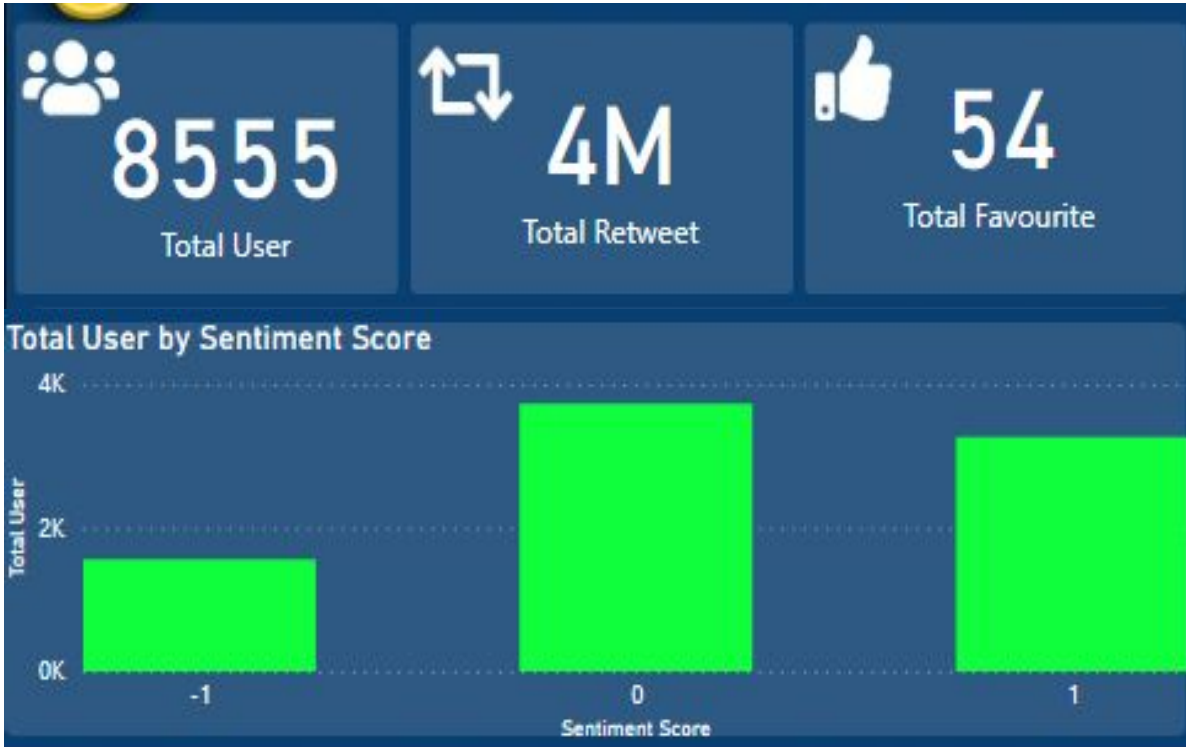 8555
Total User
4M
Total Retweet
54
Total Favourite
Total User by Sentiment Score
4K
2K
0K
Total User
-1
0
1
Sentiment Score